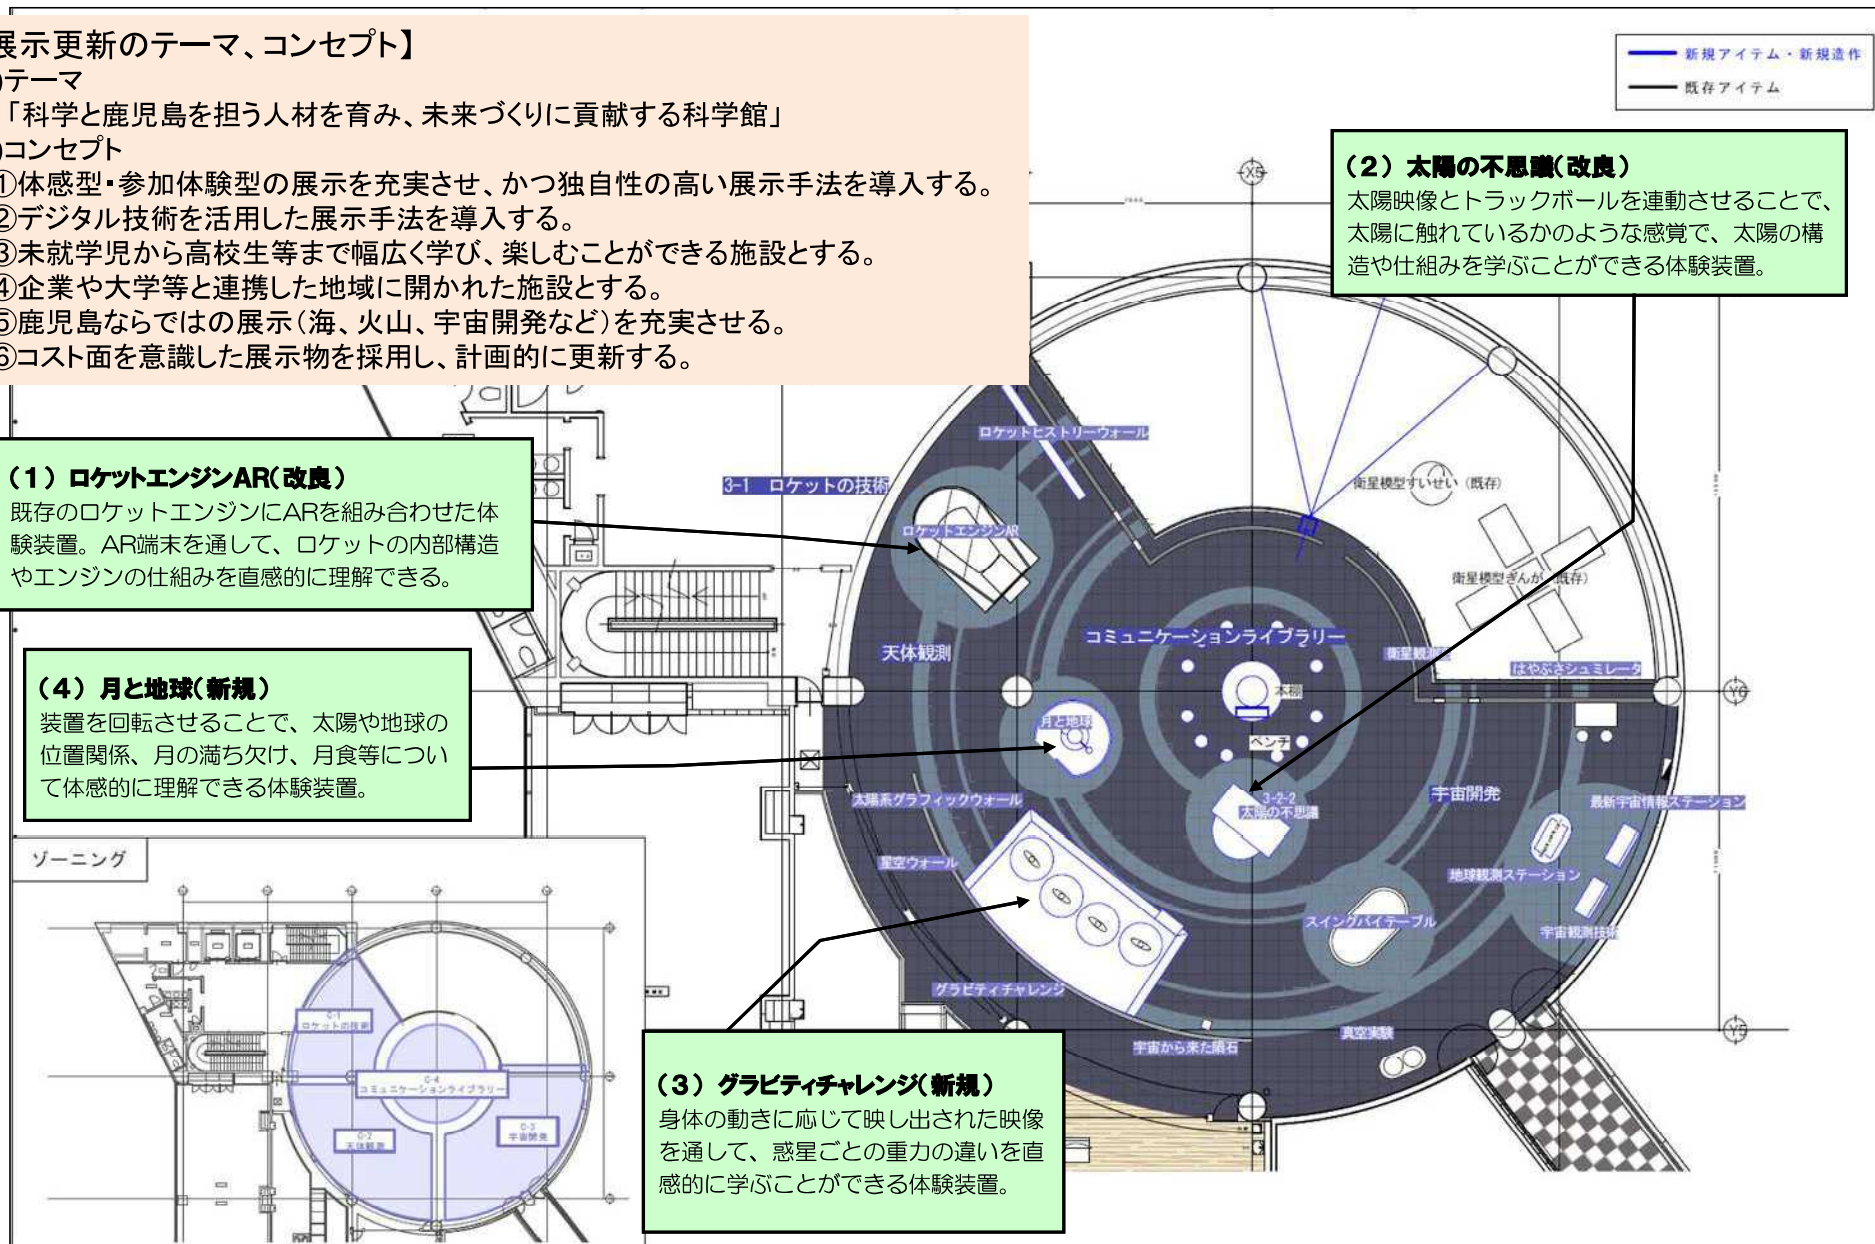 展示更新のテーマ、コンセプト】
)テーマ
「科学と鹿児島を担う人材を育み、未来づくりに貢献する科学館」
)コンセプト
①体感型・参加体験型の展示を充実させ、かつ独自性の高い展示手法を導入する。
②デジタル技術を活用した展示手法を導入する。
③未就学児から高校生等まで幅広く学び、楽しむことができる施設とする。
④企業や大学等と連携した地域に開かれた施設とする。
⑤鹿児島ならではの展示（海、火山、宇宙開発など）を充実させる。
⑥コスト面を意識した展示物を採用し、計画的に更新する。
新規アイテム・新規造作
既存アイテム
（2）太陽の不思議（改良）
太陽映像とトラックボールを連動させることで、
太陽に触れているかのような感覚で、太陽の構
造や仕組みを学ぶことができる体験装置。
X5
（1）ロケットエンジンAR（改良）
既存のロケットエンジンにARを組み合わせた体
験装置。AR端末を通して、ロケットの内部構造
やエンジンの仕組みを直感的に理解できる。
ロケットヒストリーウォール
3-1 ロケットの技術
ロケットエンジンAR
衛星模型すいせい（既存）
衛星模型ぎんが（既存）
コミュニケーションライブラリー
天体観測
はやぶさシュミレータ
本棚
ベンチ
Y6
（4）月と地球（新規）
装置を回転させることで、太陽や地球の
位置関係、月の満ち欠け、月食等につい
て体感的に理解できる体験装置。
月と地球
太陽系グラフィックウォール
3-2-2
太陽の不思議
宇宙開発
最新宇宙情報ステーション
星空ウォール
地球観測ステーション
スイングバイテーブル
宇宙観測技術
グラビティチャレンジ
真空実験
宇宙から来た隕石
Y5
（3）グラビティチャレンジ（新規）
身体の動きに応じて映し出された映像
を通して、惑星ごとの重力の違いを直
感的に学ぶことができる体験装置。
ゾーニング
C-1
ロケットの技術
C-4
コミュニケーションライブラリー
C-2
天体観測
C-3
宇宙開発